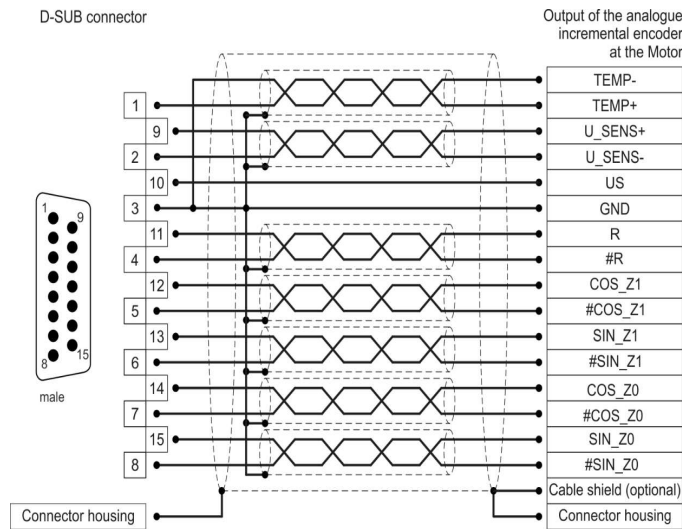 D-SUB connector
Output of the analogue
incremental encoder
at the Motor
TEMP-
1
TEMP+
9
U_SENS+
2
U_SENS-
10
US
3
GND
11
R
4
#R
12
COS_Z1
5
#COS_Z1
13
SIN_Z1
6
#SIN_Z1
14
COS_Z0
7
#COS_Z0
15
SIN_Z0
8
#SIN_Z0
1
9
8
15
male
Cable shield (optional)
Connector housing
Connector housing